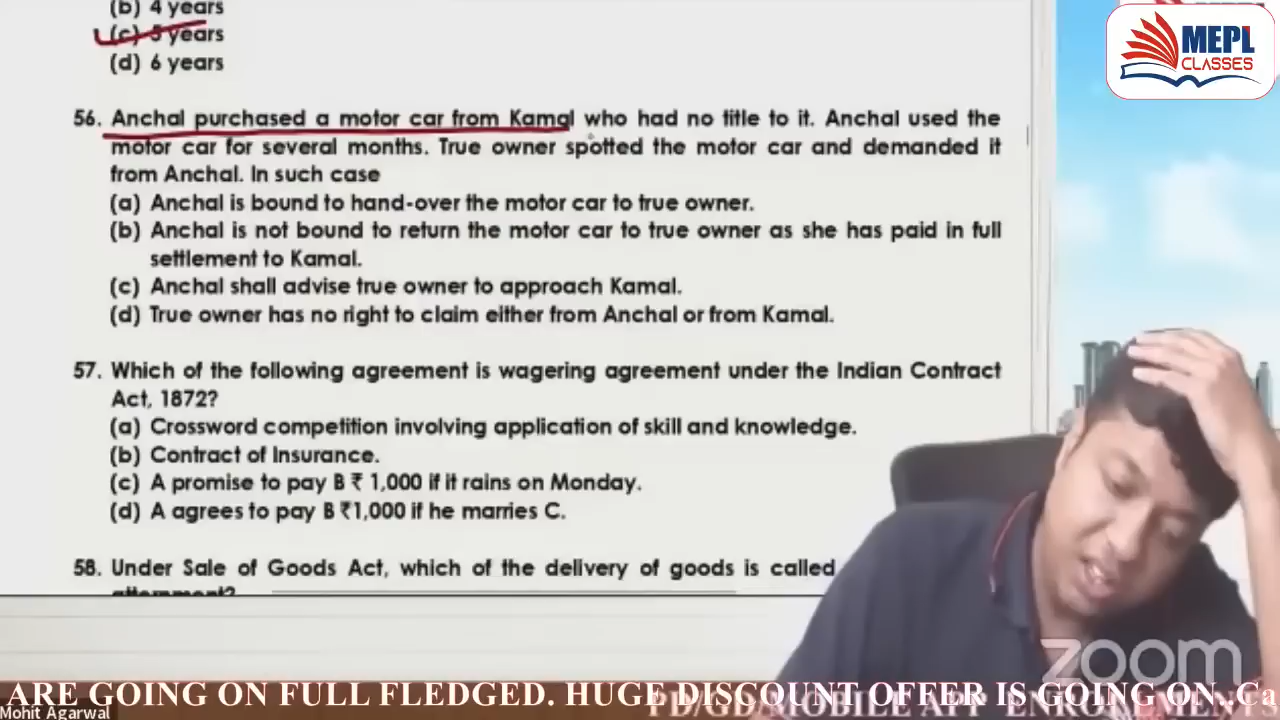 (b) 4 years
(c) 5 years
(d) 6 years
MEPL
CLASSES
56. Anchal purchased a motor car from Kamal who had no title to it. Anchal used the
motor car for several months. True owner spotted the motor car and demanded it
from Anchal. In such case
(a) Anchal is bound to hand-over the motor car to true owner.
(b) Anchal is not bound to return the motor car to true owner as she has paid in full
settlement to Kamal.
(c) Anchal shall advise true owner to approach Kamal.
(d) True owner has no right to claim either from Anchal or from Kamal.
57. Which of the following agreement is wagering agreement under the Indian Contract
Act, 1872?
(a) Crossword competition involving application of skill and knowledge.
(b) Contract of Insurance.
(c) A promise to pay B ₹ 1,000 if it rains on Monday.
(d) A agrees to pay B ₹1,000 if he marries C.
58. Under Sale of Goods Act, which of the delivery of goods is called
attornment?
zoom
ARE GOING ON FULL FLEDGED. HUGE DISCOUNT OFFER IS GOING ON..Ca
PD/GD MOBILE APP ENROLMENTS
Mohit Agarwal